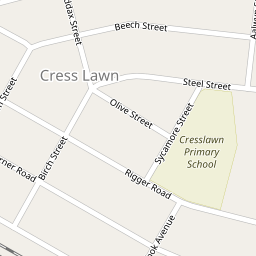 Beech Street
Steel Street
Cress Lawn
Olive Street
Sycamore Street
Cresslawn
Primary
School
Birch Street
Rigger Road